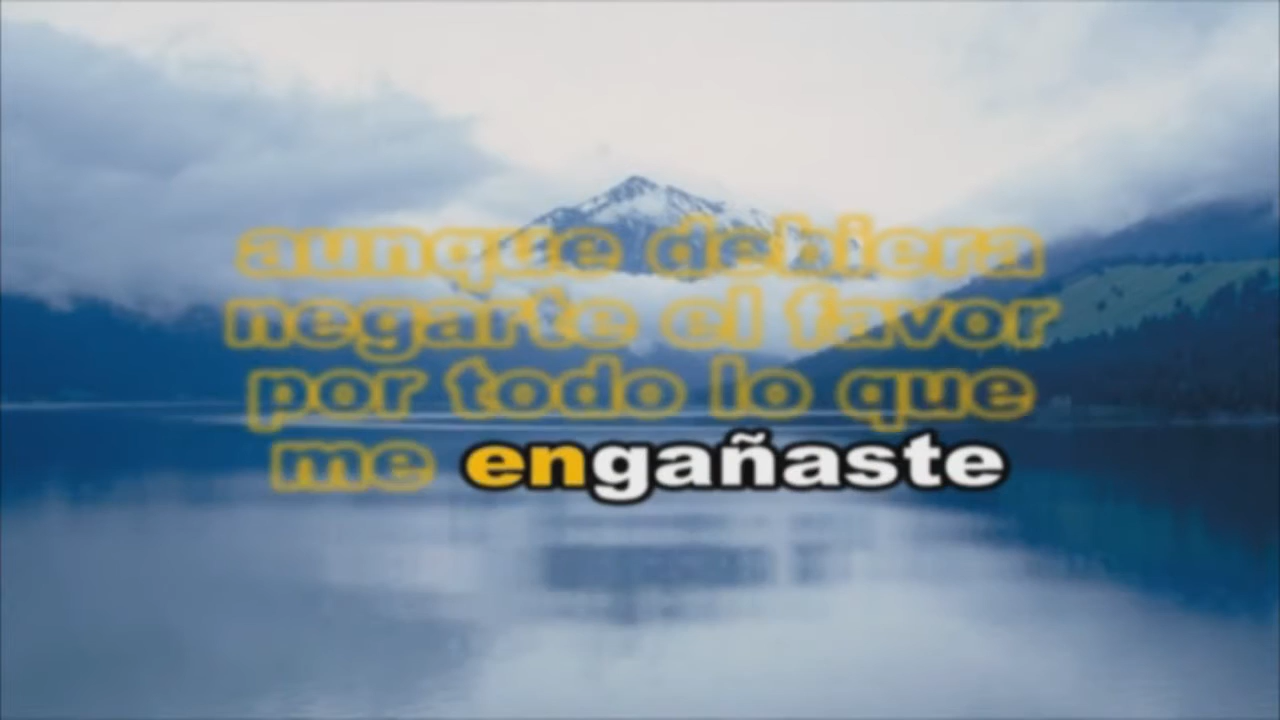 aunque debiera
negarte el favor
por todo lo que
me engañaste